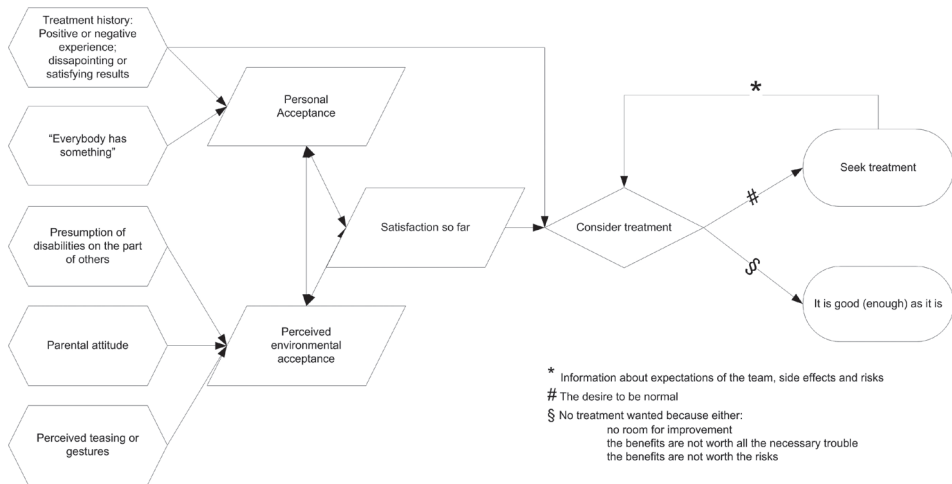 Treatment history:
Positive or negative
experience;
dissapointing or
satisfying results
Personal
Acceptance
*
“Everybody has
something”
Seek treatment
#
Presumption of
disabilities on the part
of others
Satisfaction so far
Consider treatment
§
It is good (enough) as it is
Parental attitude
Perceived
environmental
acceptance
Perceived teasing or
gestures
* Information about expectations of the team, side effects and risks
# The desire to be normal
§ No treatment wanted because either:
no room for improvement
the benefits are not worth all the necessary trouble
the benefits are not worth the risks